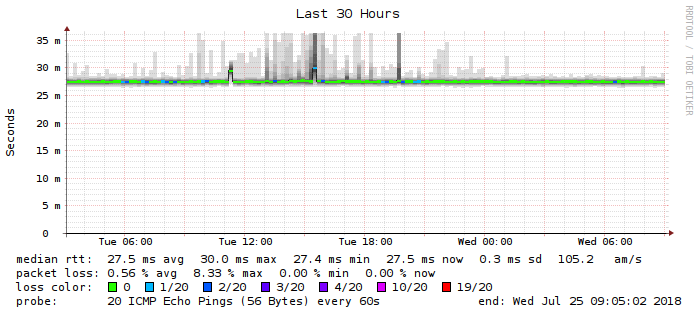 Last 30 Hours
RRDTOOL / TOBI OETIKER
Seconds
35 m
30 m
25 m
20 m
15 m
10 m
5 m
0
Tue 06:00 Tue 12:00 Tue 18:00 Wed 00:00 Wed 06:00
median rtt: 27.5 ms avg 30.0 ms max 27.4 ms min 27.5 ms now 0.3 ms sd 105.2 am/s
packet loss: 0.56 % avg 8.33 % max 0.00 % min 0.00 % now
loss color: 0 1/20 2/20 3/20 4/20 10/20 19/20
probe: 20 ICMP Echo Pings (56 Bytes) every 60s end: Wed Jul 25 09:05:02 2018